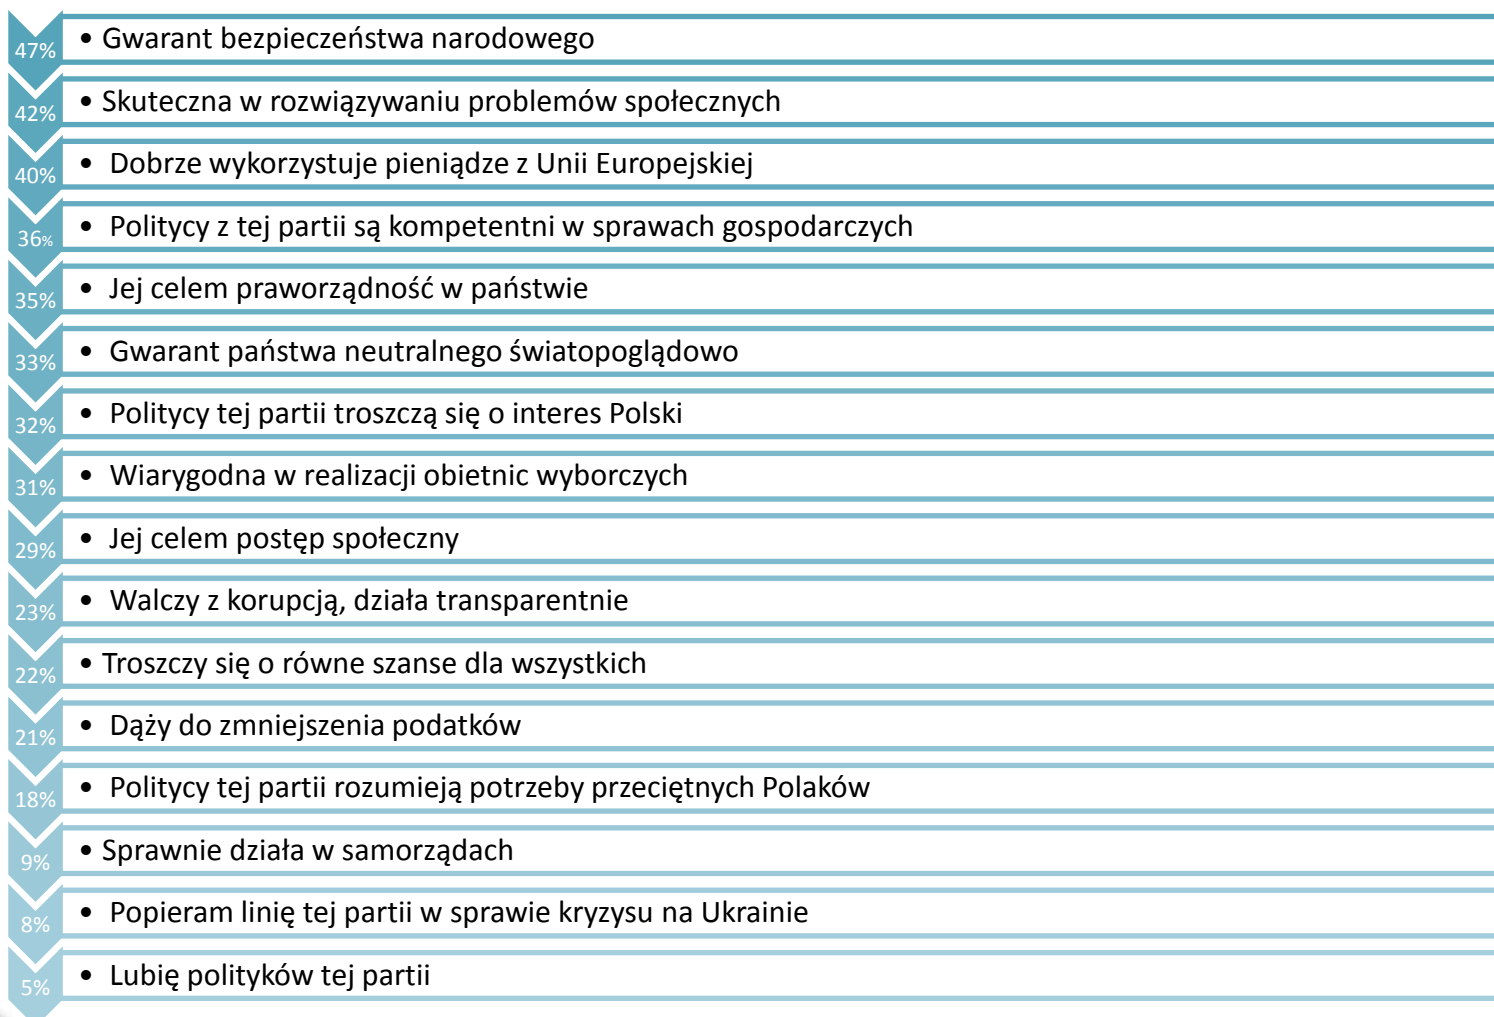 47% • Gwarant bezpieczeństwa narodowego
42% • Skuteczna w rozwiązywaniu problemów społecznych
40% • Dobrze wykorzystuje pieniądze z Unii Europejskiej
36% • Politycy z tej partii są kompetentni w sprawach gospodarczych
35% • Jej celem praworządność w państwie
33% • Gwarant państwa neutralnego światopoglądowo
32% • Politycy tej partii troszczą się o interes Polski
31% • Wiarygodna w realizacji obietnic wyborczych
29% • Jej celem postęp społeczny
23% • Walczy z korupcją, działa transparentnie
22% • Troszczy się o równe szanse dla wszystkich
21% • Dąży do zmniejszenia podatków
18% • Politycy tej partii rozumieją potrzeby przeciętnych Polaków
9% • Sprawnie działa w samorządach
8% • Popieram linię tej partii w sprawie kryzysu na Ukrainie
5% • Lubię polityków tej partii